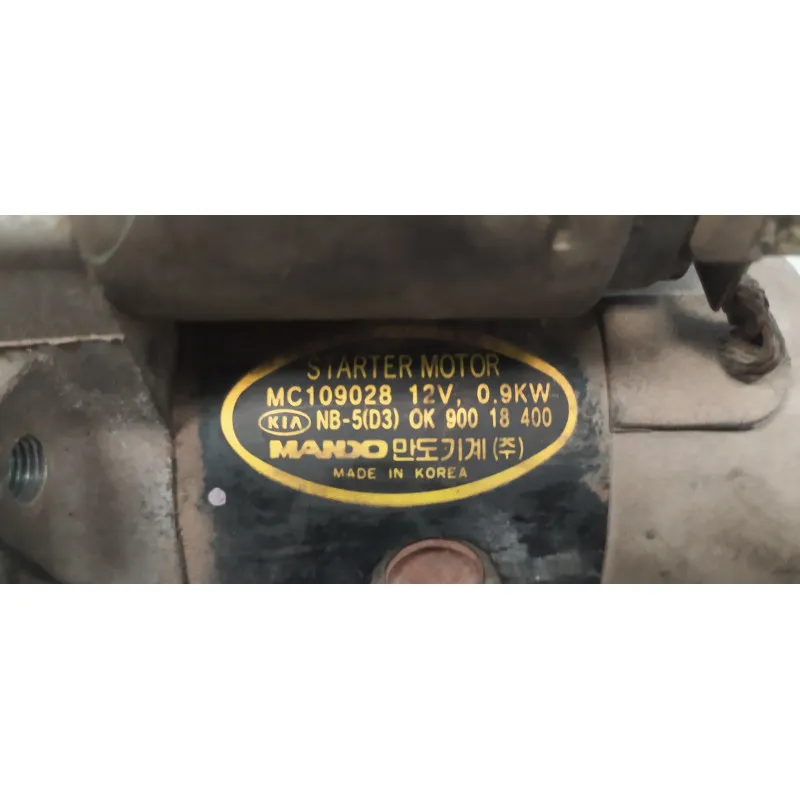 STARTER MOTOR
MC109028 12V, 0.9KW
KIA NB-5(D3) OK 900 18 400
MANDO 만도기계(주)
MADE IN KOREA